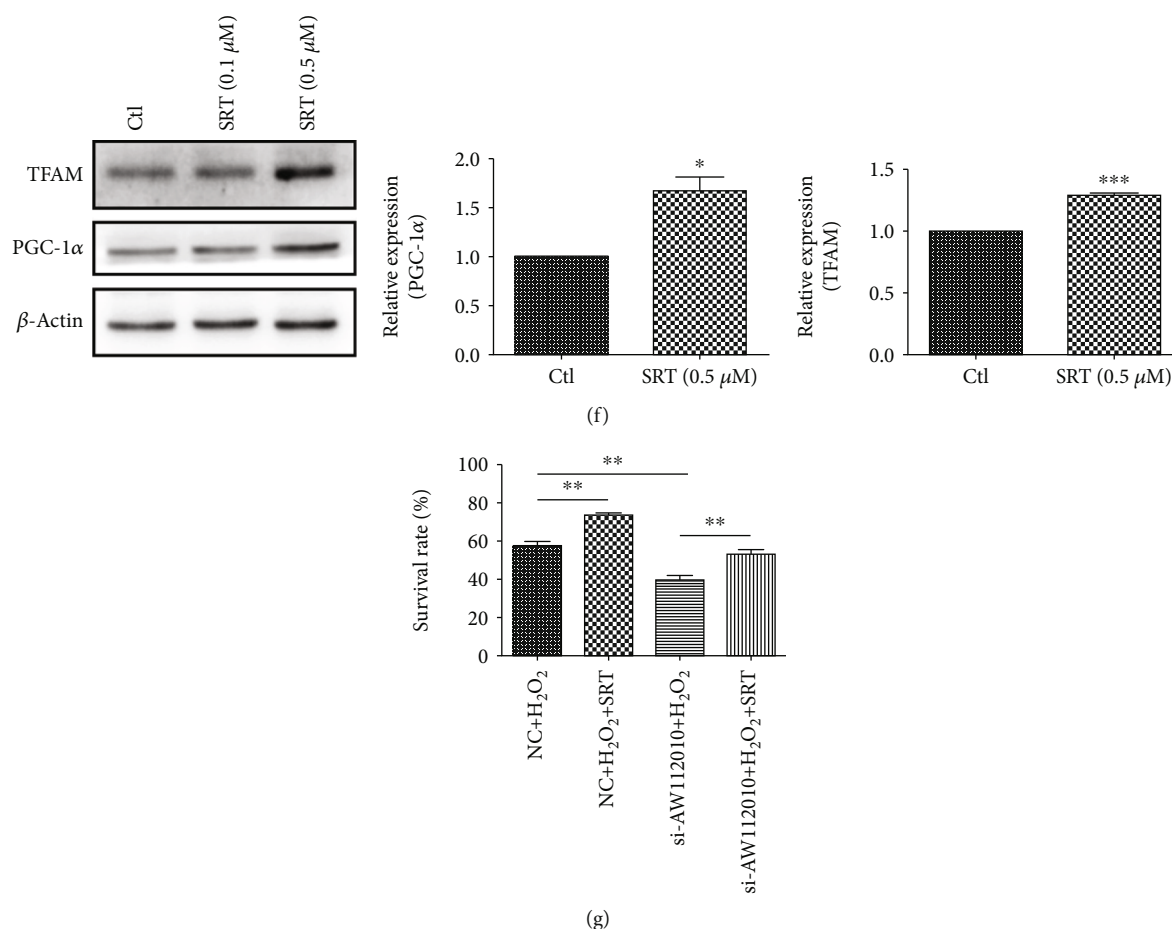 Ctl
SRT (0.1 μM)
SRT (0.5 μM)
TFAM
PGC-1α
β-Actin
Relative expression
(PGC-1α)
2.0
1.5
1.0
0.5
0.0
*
Ctl
SRT (0.5 μM)
Relative expression
(TFAM)
1.5
1.0
0.5
0.0
***
Ctl
SRT (0.5 μM)
(f)
Survival rate (%)
100
80
60
40
20
0
**
**
**
NC+H₂O₂
NC+H₂O₂+SRT
si-AW112010+H₂O₂
si-AW112010+H₂O₂+SRT
(g)